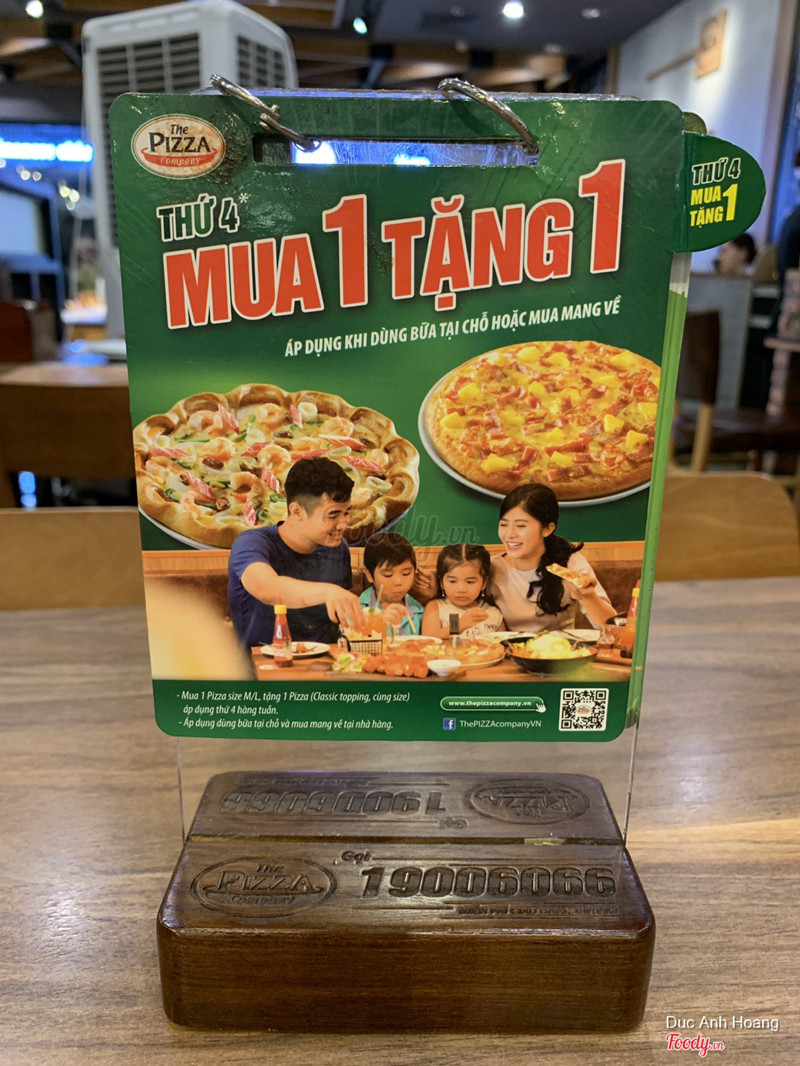 The
PIZZA
Company
THỨ 4*
MUA 1 TẶNG 1
ÁP DỤNG KHI DÙNG BỮA TẠI CHỖ HOẶC MUA MANG VỀ
THỨ 4
MUA
TẶNG 1
Foody.vn
- Mua 1 Pizza size M/L, tặng 1 Pizza (Classic topping, cùng size)
áp dụng thứ 4 hàng tuần.
- Áp dụng dùng bữa tại chỗ và mua mang về tại nhà hàng.
www.thepizzacompany.vn
ThePIZZAcompanyVN
19006066
The
PIZZA
Company
Gọi
19006066
Duc Anh Hoang
Foody.vn